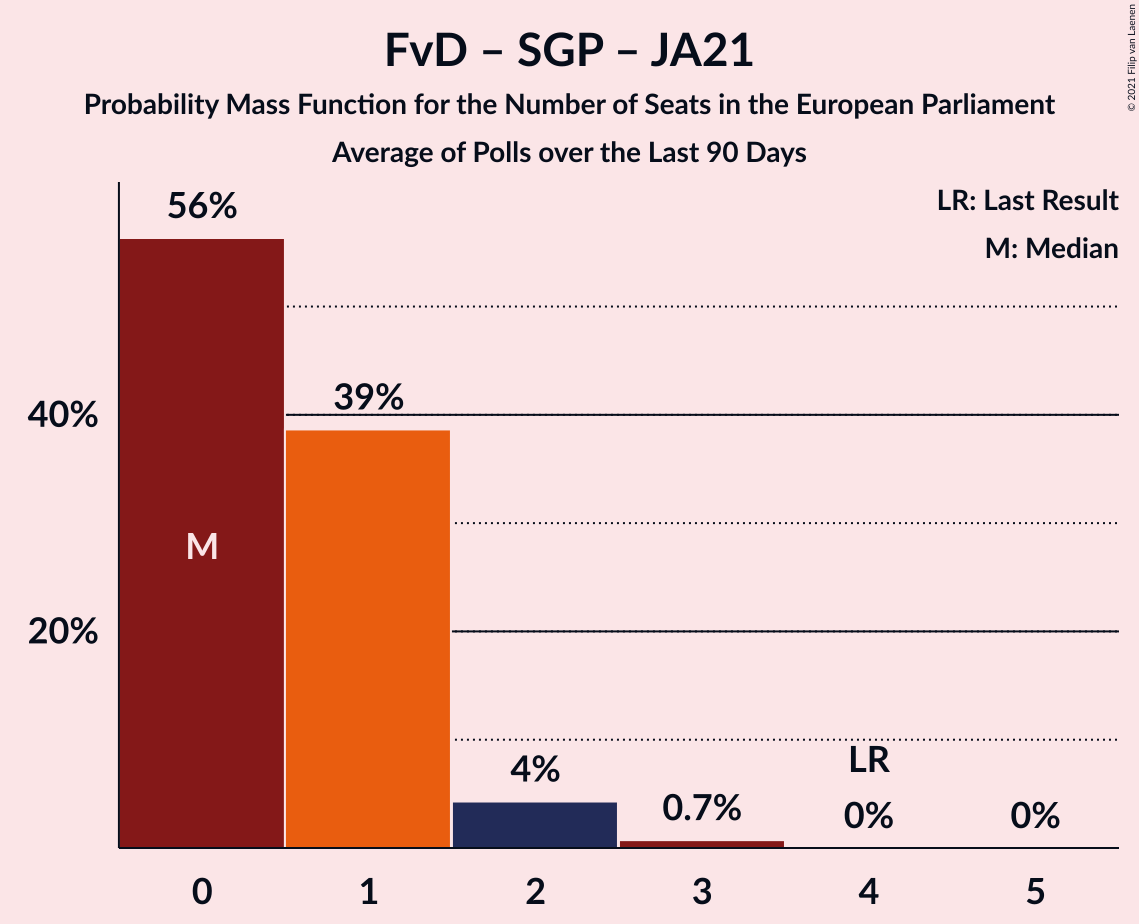 FvD – SGP – JA21
Probability Mass Function for the Number of Seats in the European Parliament
Average of Polls over the Last 90 Days
© 2021 Filip van Laenen
LR: Last Result
M: Median
56%
39%
40%
M
20%
4%
LR
0.7%
0%
0%
0 1 2 3 4 5